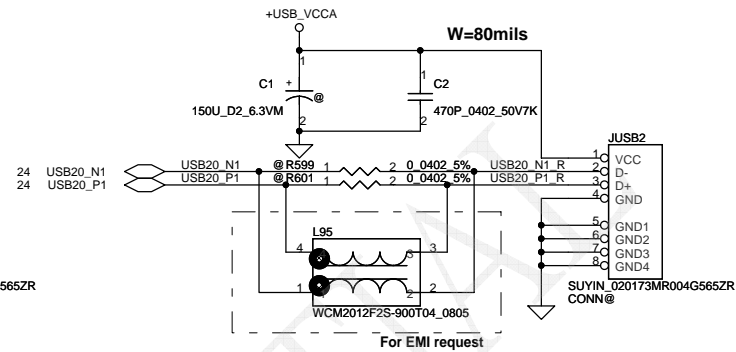 +USB_VCCA
W=80mils
1
1
C1
+
@
C2
150U_D2_6.3VM
470P_0402_50V7K
2
2
JUSB2
24 USB20_N1
USB20_N1
@R599
1
2
0_0402_5%
USB20_N1_R
24 USB20_P1
USB20_P1
@R601
1
2
0_0402_5%
USB20_P1_R
1 VCC
2 D-
3 D+
4 GND
5 GND1
6 GND2
7 GND3
8 GND4
L95
4
3
3
1
2
2
WCM2012F2S-900T04_0805
For EMI request
565ZR
SUYIN_020173MR004G565ZR
CONN@